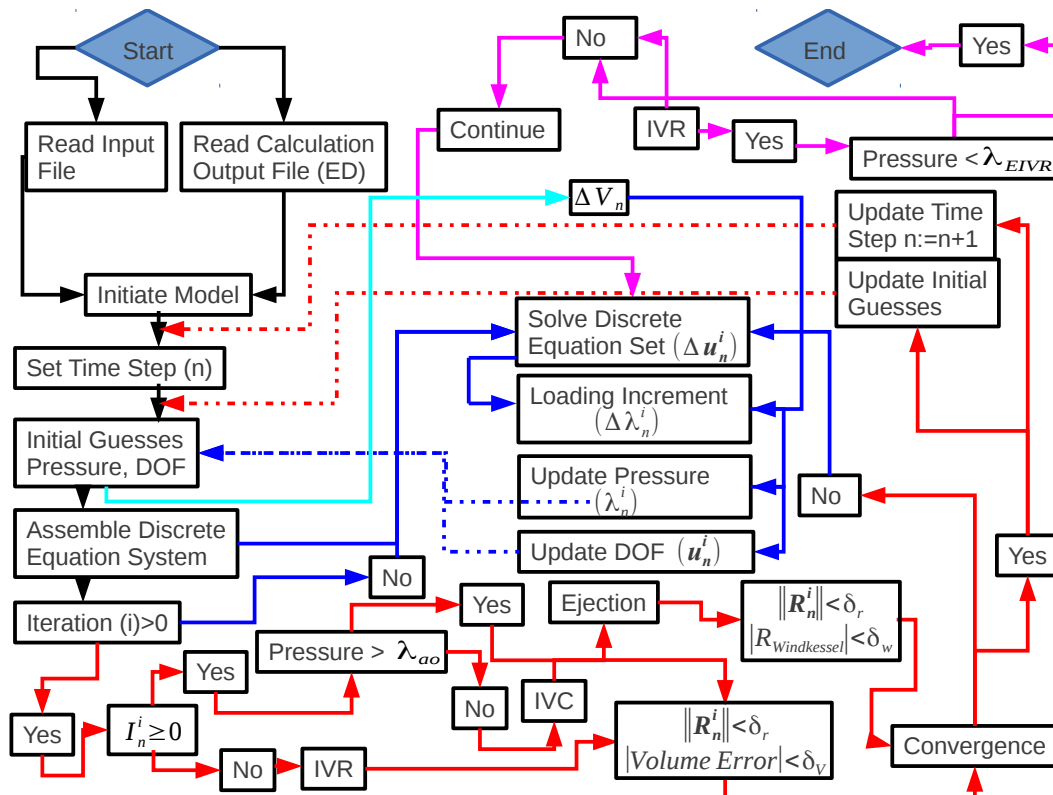 Start
No
End
Yes
Read Input
File
Read Calculation
Output File (ED)
Continue
IVR
Yes
Pressure < λ_EIVR
ΔV_n
Update Time
Step n:=n+1
Update Initial
Guesses
Initiate Model
Solve Discrete
Equation Set (Δu_n^i)
Set Time Step (n)
Loading Increment
(Δλ_n^i)
Initial Guesses
Pressure, DOF
Update Pressure
(λ_n^i)
No
Assemble Discrete
Equation System
Update DOF (u_n^i)
Yes
No
Iteration (i)>0
Yes
Ejection
‖R_n^i‖<δ_r
|R_Windkessel|<δ_w
Pressure > λ_ao
Yes
No
IVC
Yes
I_n^i≥0
‖R_n^i‖<δ_r
|Volume Error|<δ_V
Convergence
No
IVR